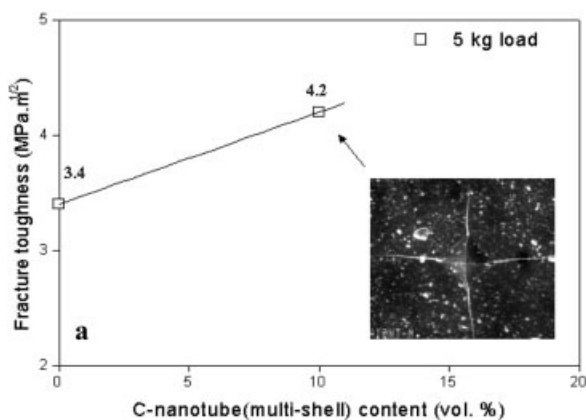 5
5 kg load
4.2
4
3.4
3
a
2
0
5
10
15
20
Fracture toughness (MPa.m^1/2)
C-nanotube(multi-shell) content (vol. %)